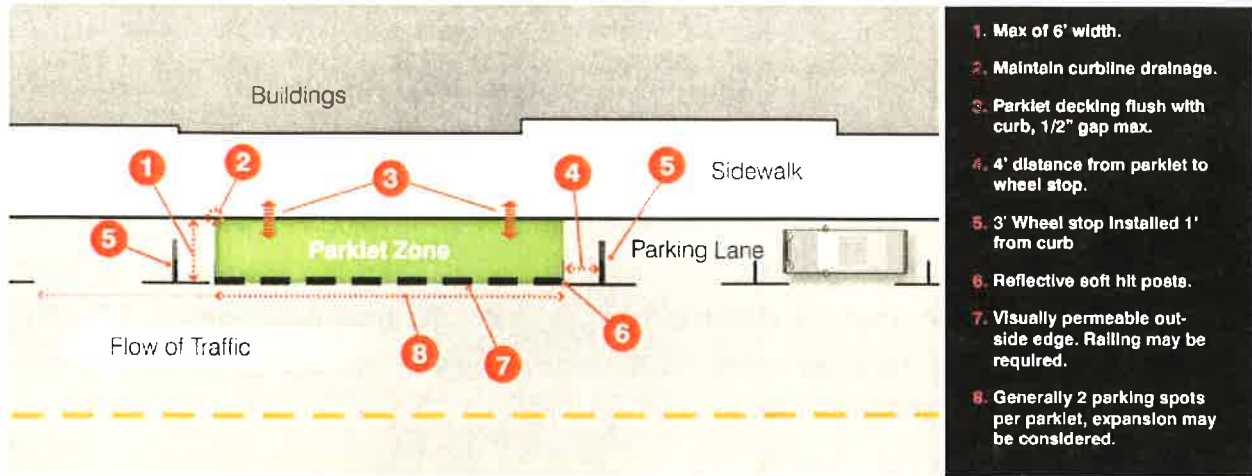 Buildings
1
2
3
4
5
Sidewalk
5
Parklet Zone
Parking Lane
6
Flow of Traffic
8
7
1. Max of 6' width.
2. Maintain curbline drainage.
3. Parklet decking flush with
curb, 1/2" gap max.
4. 4' distance from parklet to
wheel stop.
5. 3' Wheel stop installed 1'
from curb
6. Reflective soft hit posts.
7. Visually permeable out-
side edge. Railing may be
required.
8. Generally 2 parking spots
per parklet, expansion may
be considered.